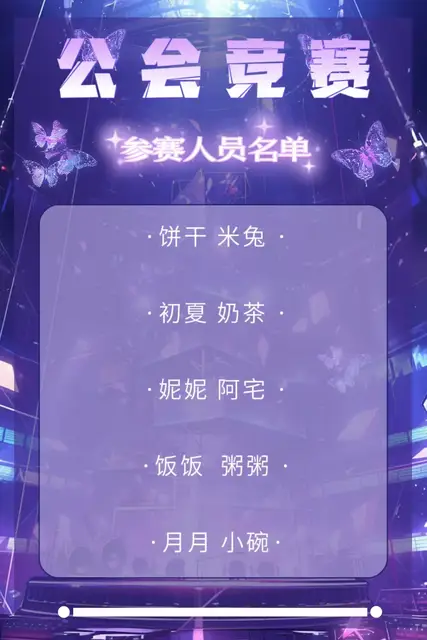 公会竞赛
参赛人员名单
·饼干 米兔 ·
·初夏 奶茶 ·
·妮妮 阿宅 ·
·饭饭 粥粥 ·
·月月 小碗·